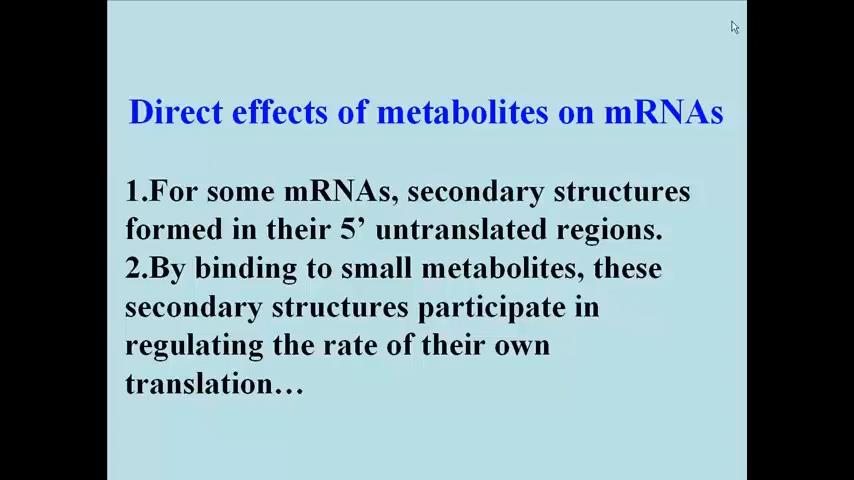 Direct effects of metabolites on mRNAs
1.For some mRNAs, secondary structures
formed in their 5’ untranslated regions.
2.By binding to small metabolites, these
secondary structures participate in
regulating the rate of their own
translation…